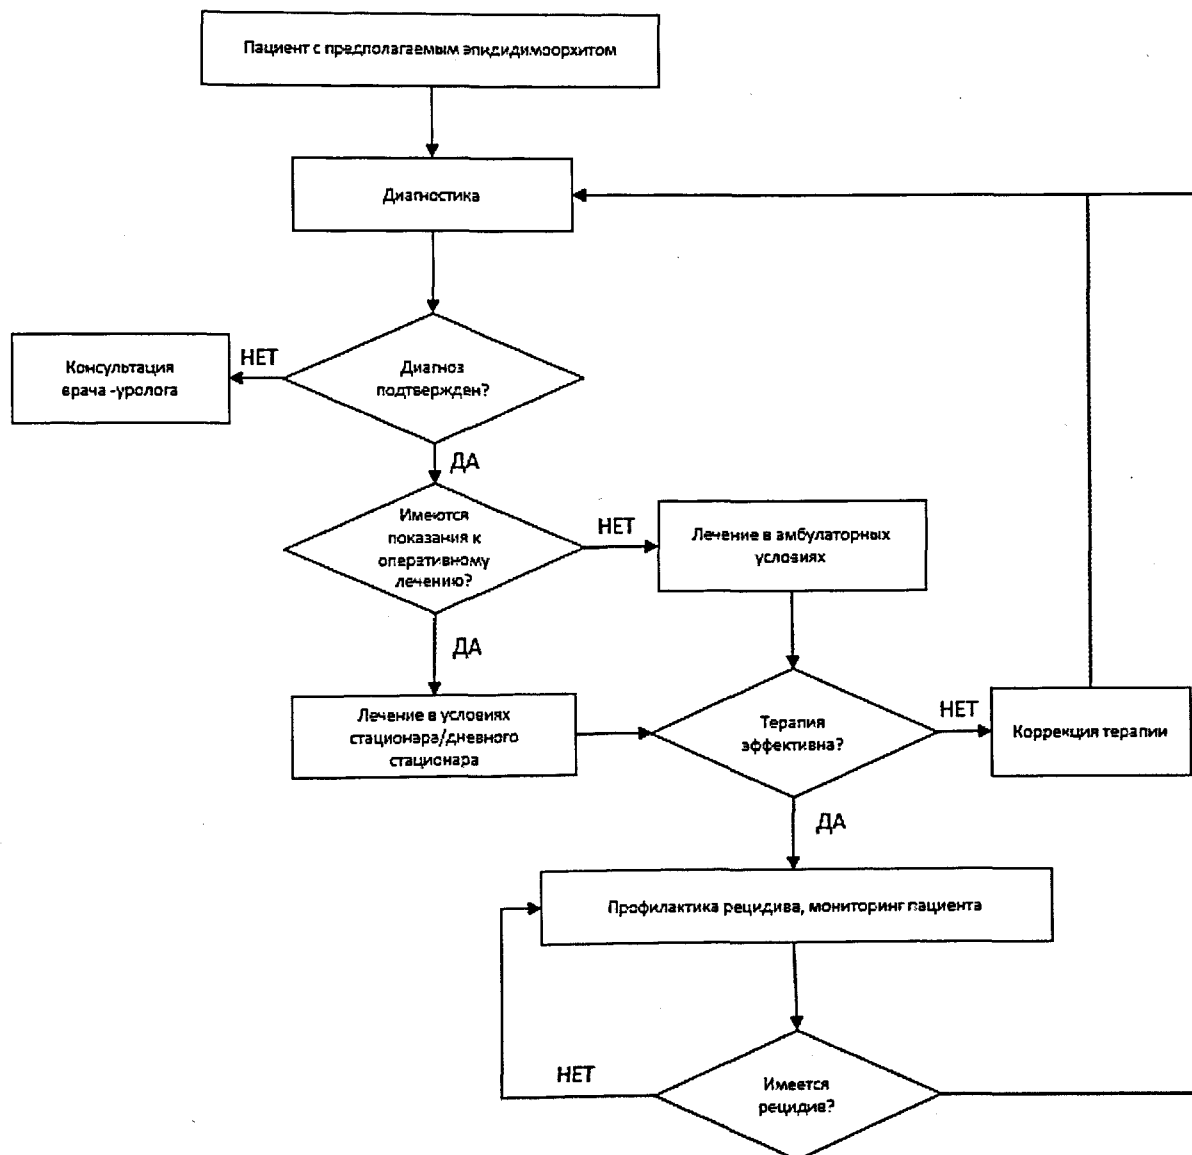 Пациент с предполагаемым эпидидимоорхитом
Диагностика
НЕТ
Консультация
врача -уролога
Диагноз
подтвержден?
ДА
Имеются
показания к
оперативному
лечению?
НЕТ
Лечение в амбулаторных
условиях
ДА
Лечение в условиях
стационара/дневного
стационара
Терапия
эффективна?
НЕТ
Коррекция терапии
ДА
Профилактика рецидива, мониторинг пациента
НЕТ
Имеется
рецидив?